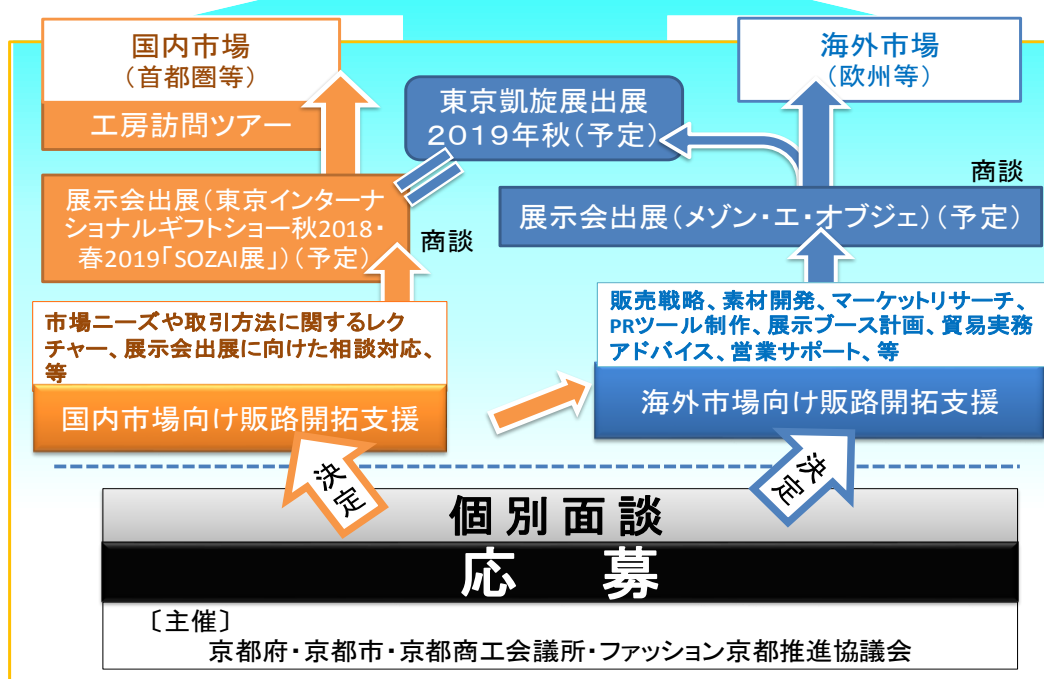 国内市場
（首都圏等）
工房訪問ツアー
東京凱旋展出展
2019年秋（予定）
海外市場
（欧州等）
展示会出展（東京インターナ
ショナルギフトショー秋2018・
春2019「SOZAI展」）（予定）
商談
商談
展示会出展（メゾン・エ・オブジェ）（予定）
市場ニーズや取引方法に関するレク
チャー、展示会出展に向けた相談対応、
等
国内市場向け販路開拓支援
販売戦略、素材開発、マーケットリサーチ、
PRツール制作、展示ブース計画、貿易実務
アドバイス、営業サポート、等
海外市場向け販路開拓支援
決定
決定
個別面談
応　募
〔主催〕
京都府・京都市・京都商工会議所・ファッション京都推進協議会